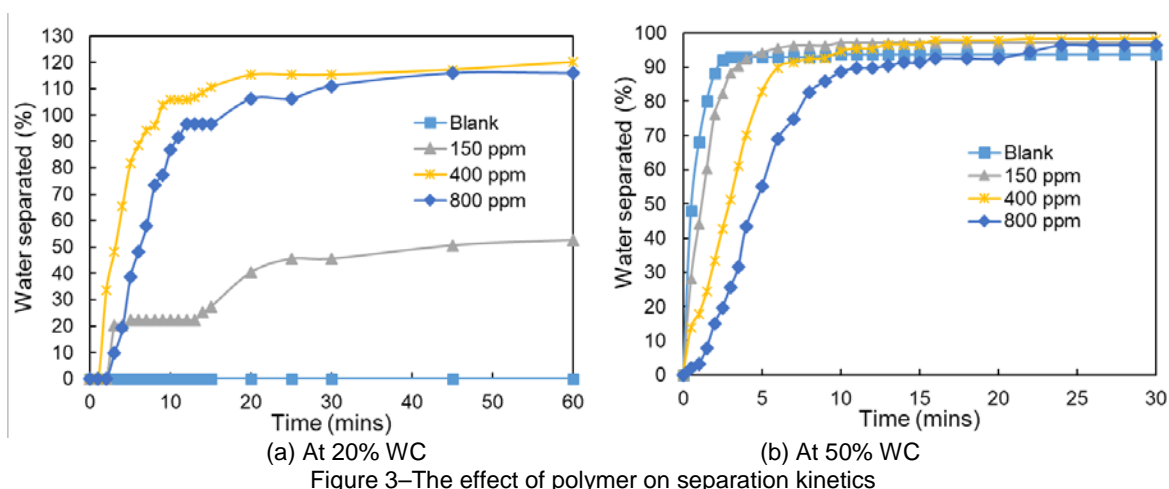 130
120
110
100
90
80
70
60
50
40
30
20
10
0
Water separated (%)
Blank
150 ppm
400 ppm
800 ppm
0 10 20 30 40 50 60
Time (mins)
(a) At 20% WC
100
90
80
70
60
50
40
30
20
10
0
Water separated (%)
Blank
150 ppm
400 ppm
800 ppm
0 5 10 15 20 25 30
Time (mins)
(b) At 50% WC
Figure 3–The effect of polymer on separation kinetics